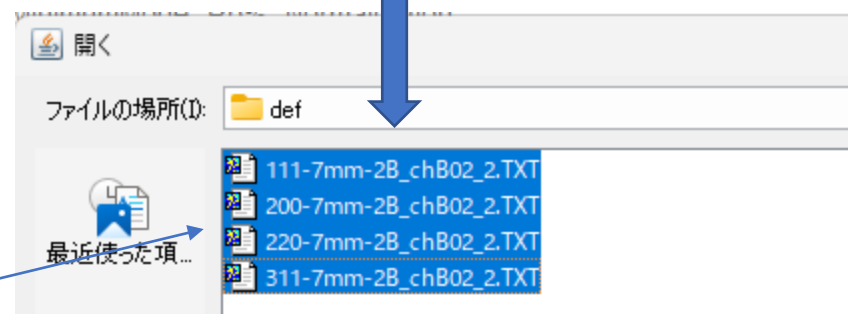 開く
ファイルの場所(I):
def
111-7mm-2B_chB02_2.TXT
200-7mm-2B_chB02_2.TXT
220-7mm-2B_chB02_2.TXT
311-7mm-2B_chB02_2.TXT
最近使った項...